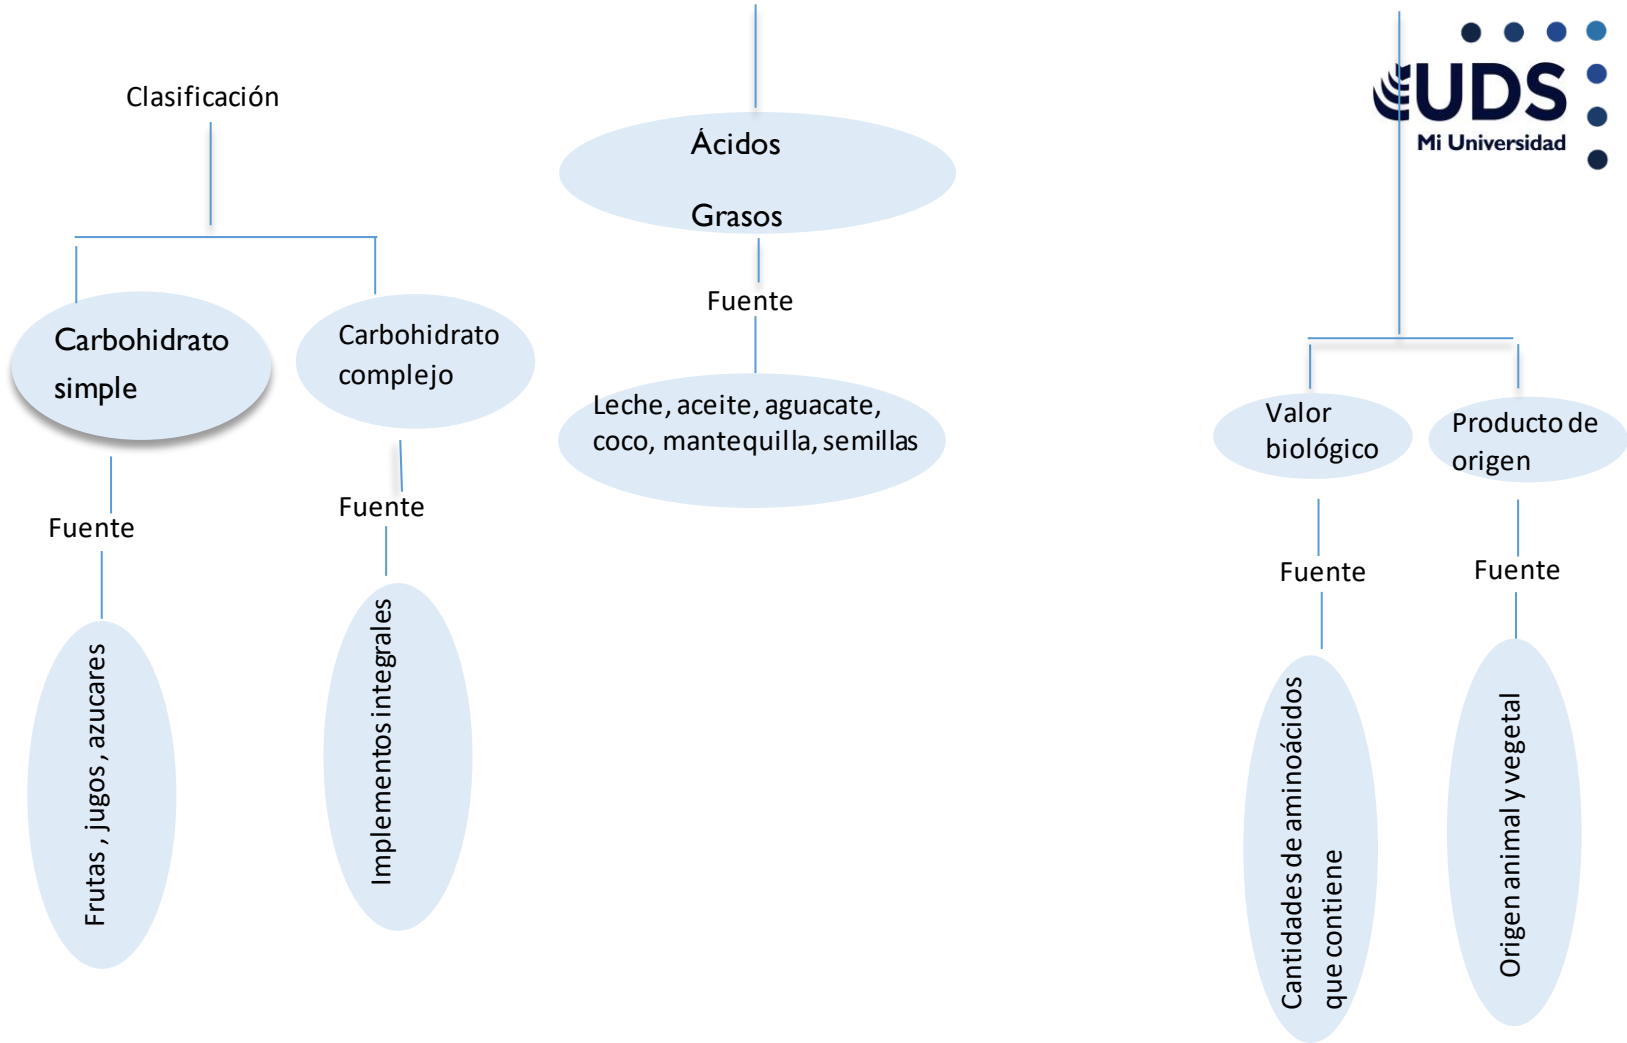 Clasificación
Carbohidrato
simple
Fuente
Frutas , jugos , azucares
Carbohidrato
complejo
Fuente
Implementos integrales
Ácidos
Grasos
Fuente
Leche, aceite, aguacate,
coco, mantequilla, semillas
UDS
Mi Universidad
Valor
biológico
Fuente
Cantidades de aminoácidos
que contiene
Producto de
origen
Fuente
Origen animal y vegetal